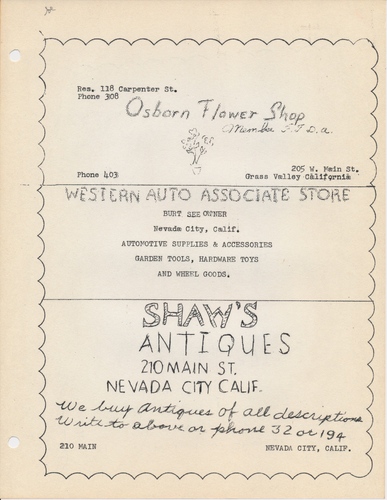 Res. 118 Carpenter St.
Phone 308
Osborn Flower Shop
Member F.T.D.a.
Phone 403
205 W. Main St.
Grass Valley California
WESTERN AUTO ASSOCIATE STORE
BURT SEE OWNER
Nevada City, Calif.
AUTOMOTIVE SUPPLIES & ACCESSORIES
GARDEN TOOLS, HARDWARE TOYS
AND WHEEL GOODS.
SHAW'S
ANTIQUES
210 MAIN ST.
NEVADA CITY CALIF.
We buy Antiques of all descriptions
Write to above or phone 32 or 194
210 MAIN
NEVADA CITY, CALIF.